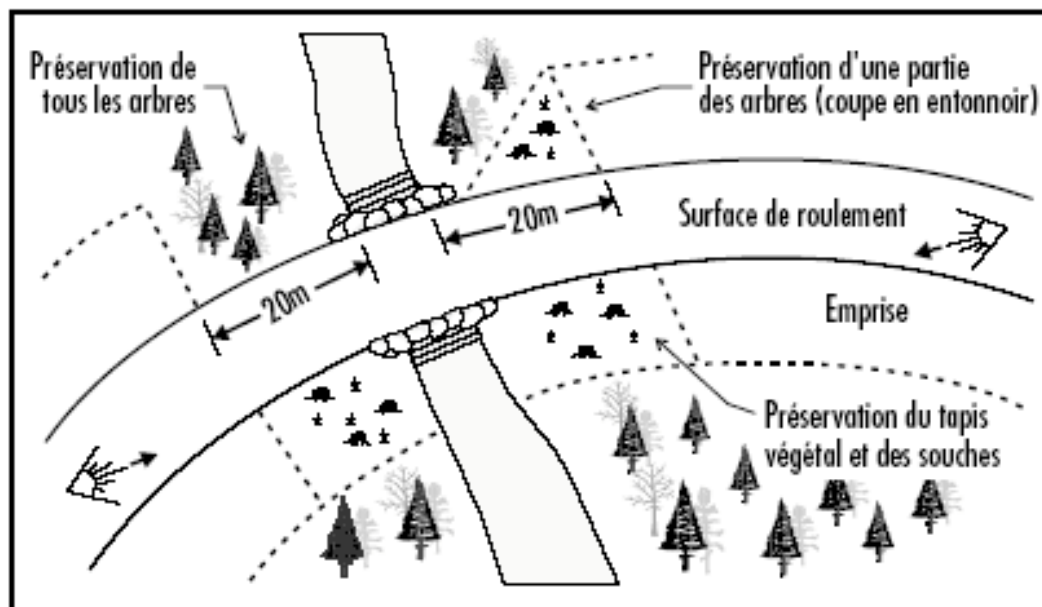 Préservation de
tous les arbres
Préservation d'une partie
des arbres (coupe en entonnoir)
20m
Surface de roulement
20m
Emprise
Préservation du tapis
végétal et des souches